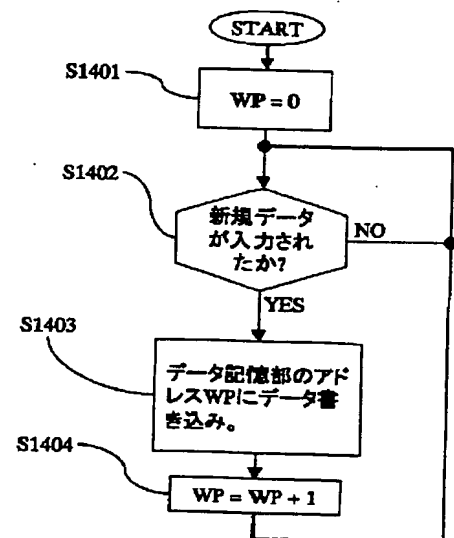 START
S1401
WP = 0
S1402
新規データ
が入力され
たか?
NO
YES
S1403
データ記憶部のアド
レスWPにデータ書
き込み。
S1404
WP = WP + 1